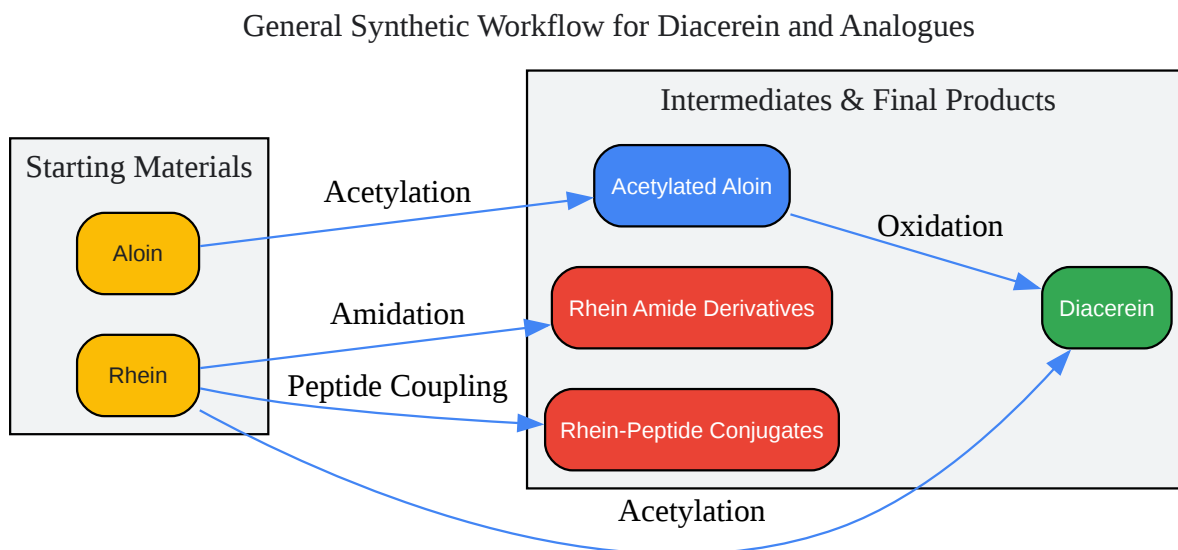 General Synthetic Workflow for Diacerein and Analogues
Starting Materials
Aloin
Rhein
Acetylation
Amidation
Peptide Coupling
Acetylation
Intermediates & Final Products
Acetylated Aloin
Oxidation
Rhein Amide Derivatives
Diacerein
Rhein-Peptide Conjugates